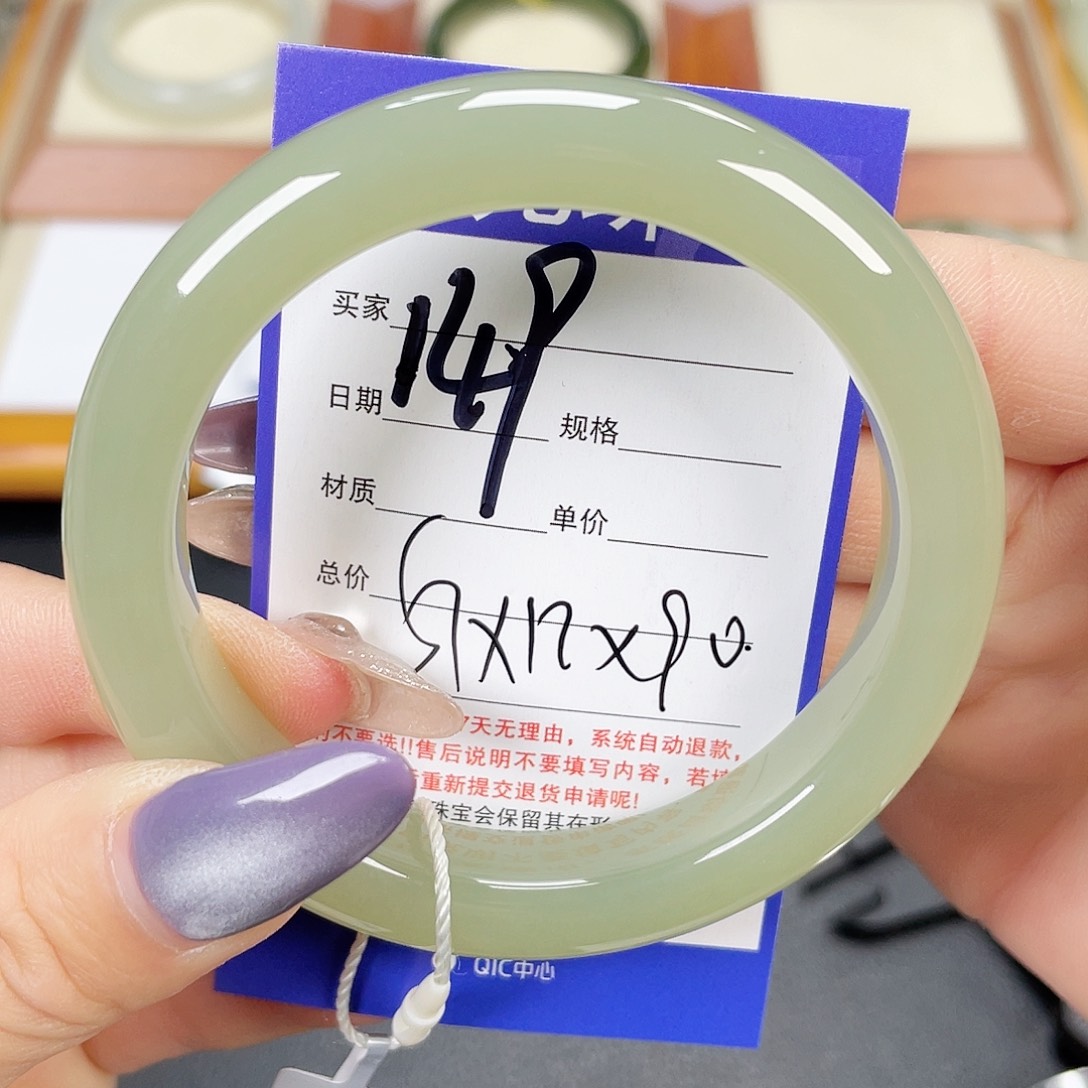 买家 149
日期 规格
材质 单价
总价 57x12x90.
7天无理由，系统自动退款，
不要选!!售后说明不要填写内容，若
重新提交退货申请呢!
珠宝会保留其在
QIC中心